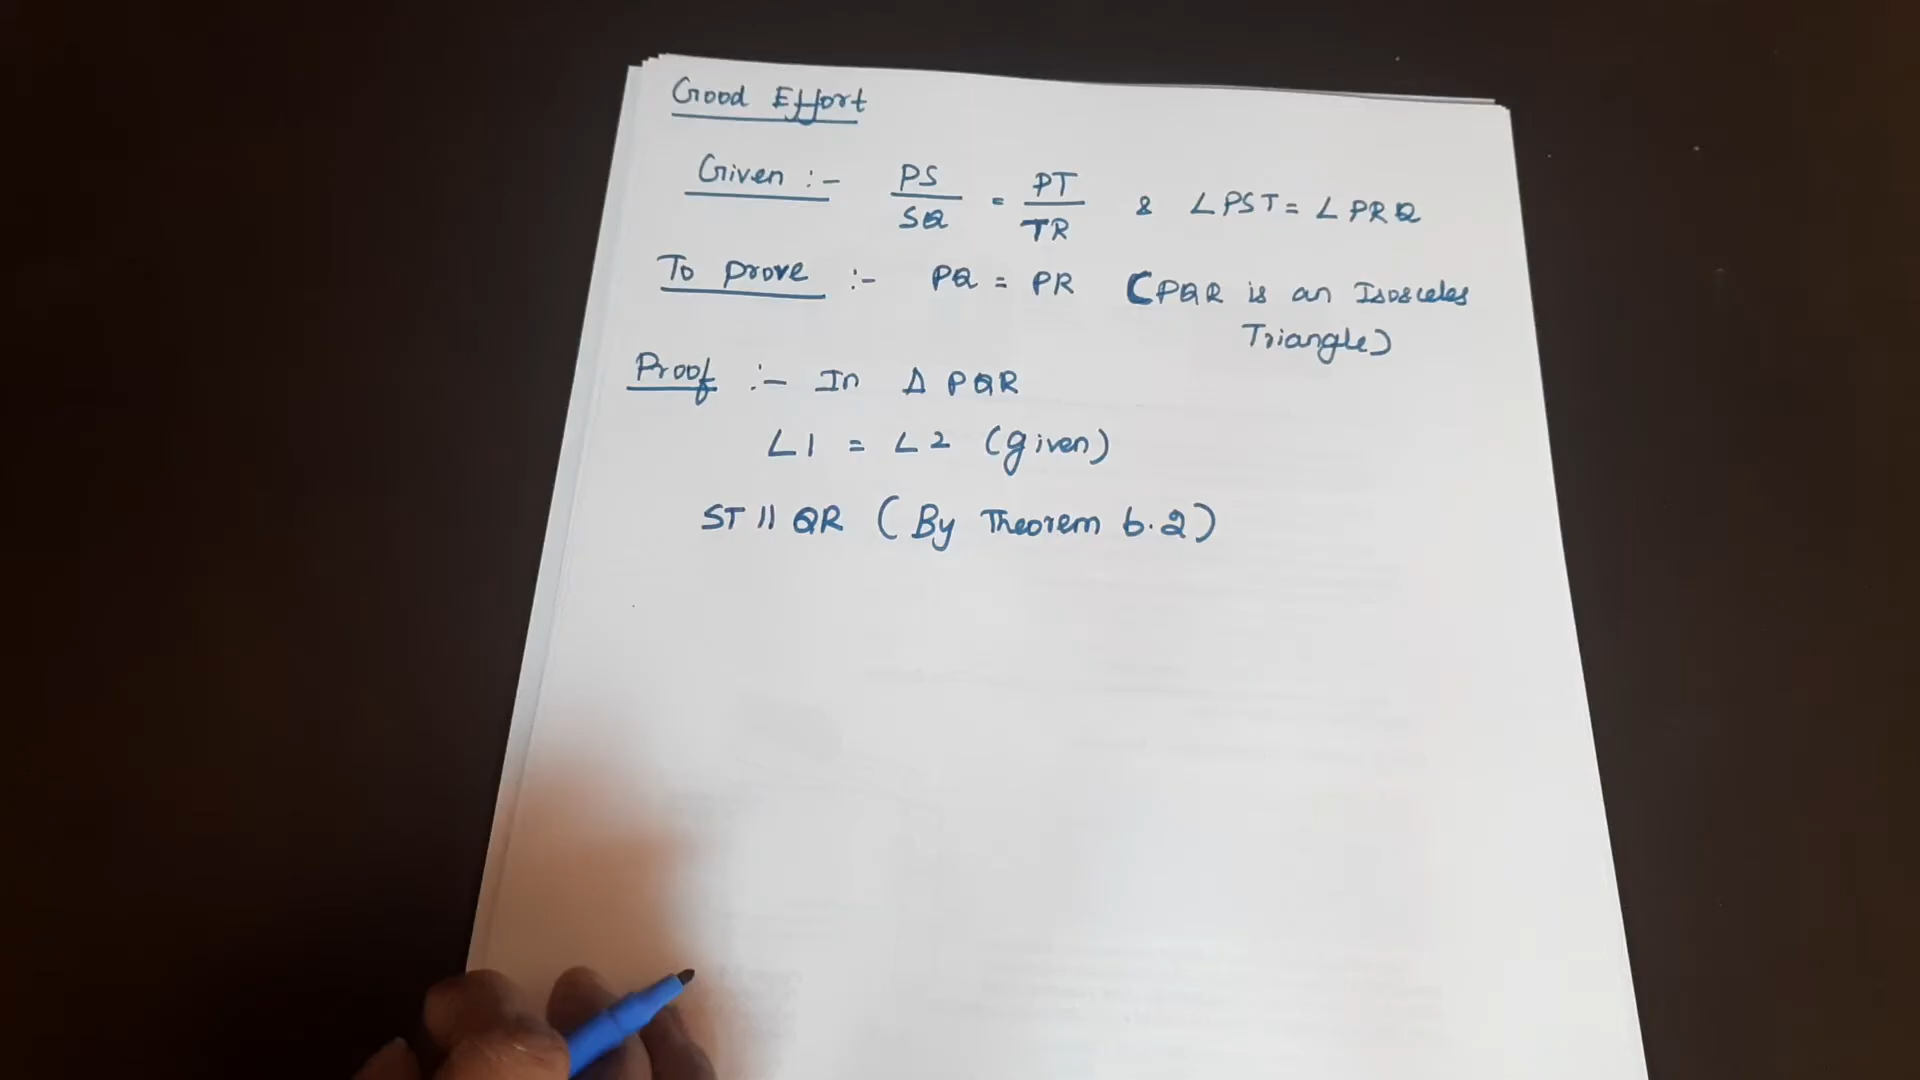 Good Effort
Given :- PS/SQ = PT/TR & ∠PST = ∠PRQ
To prove :- PQ = PR (PQR is an Isosceles
Triangle)
Proof :- In Δ PQR
∠1 = ∠2 (given)
ST || QR (By Theorem 6.2)